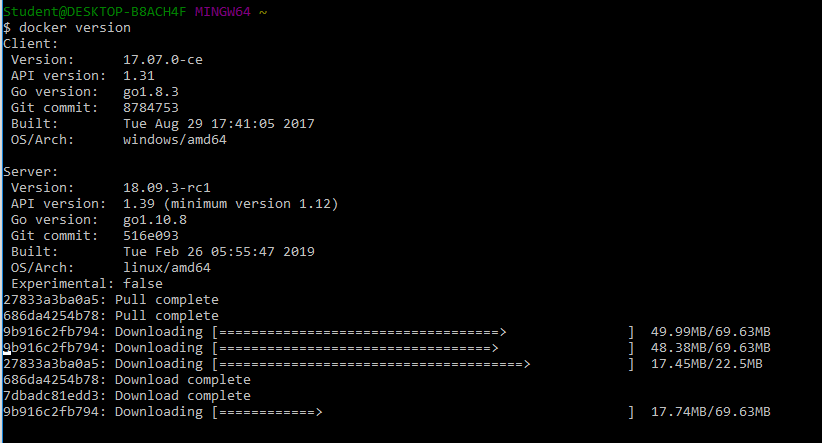 Student@DESKTOP-B8ACH4F MINGW64 ~
$ docker version
Client:
 Version:      17.07.0-ce
 API version:  1.31
 Go version:   go1.8.3
 Git commit:   8784753
 Built:        Tue Aug 29 17:41:05 2017
 OS/Arch:      windows/amd64

Server:
 Version:      18.09.3-rc1
 API version:  1.39 (minimum version 1.12)
 Go version:   go1.10.8
 Git commit:   516e093
 Built:        Tue Feb 26 05:55:47 2019
 OS/Arch:      linux/amd64
 Experimental: false
27833a3ba0a5: Pull complete
686da4254b78: Pull complete
9b916c2fb794: Downloading [===================================>               ]  49.99MB/69.63MB
9b916c2fb794: Downloading [==================================>                ]  48.38MB/69.63MB
27833a3ba0a5: Downloading [======================================>            ]  17.45MB/22.5MB
686da4254b78: Download complete
7dbadc81edd3: Download complete
9b916c2fb794: Downloading [============>                                      ]  17.74MB/69.63MB